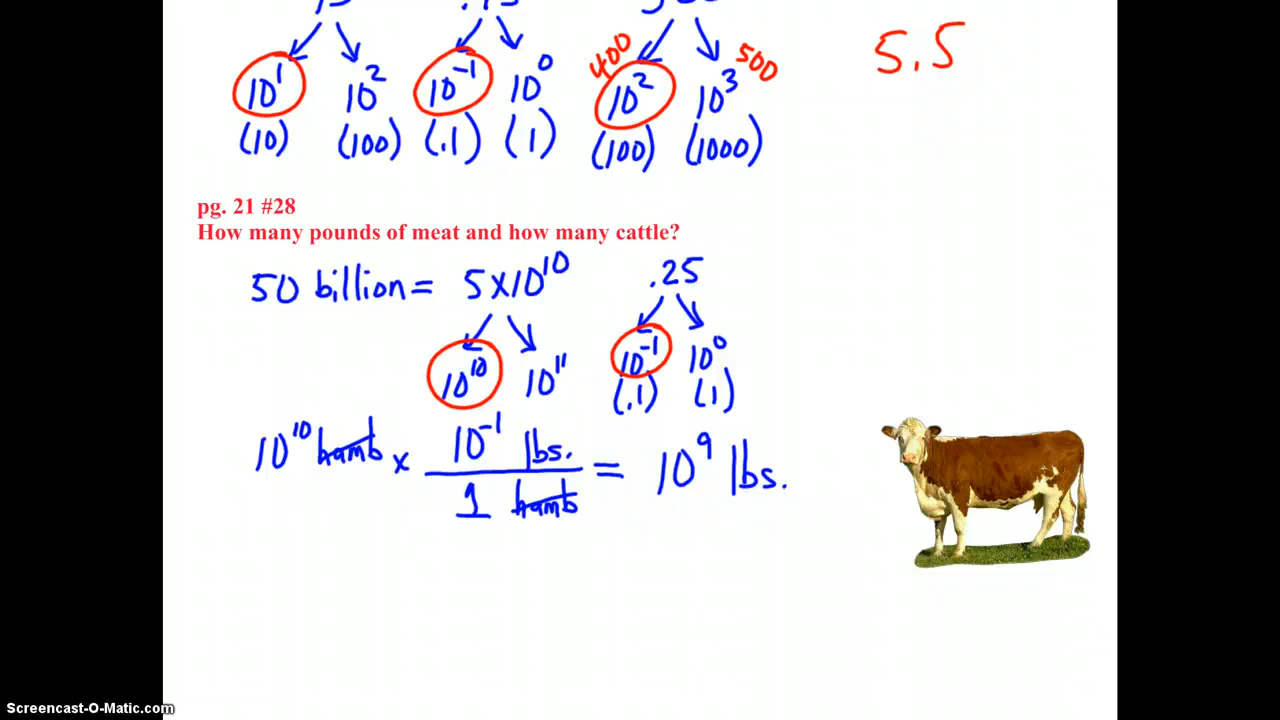 10¹ 10² 10⁻¹ 10⁰ 400 10² 10³ 500 5.5
(10) (100) (.1) (1) (100) (1000)
pg. 21 #28
How many pounds of meat and how many cattle?
50 billion = 5x10¹⁰ .25
10¹⁰ 10¹¹ 10⁻¹ 10⁰
(.1) (1)
10¹⁰ hamb x 10⁻¹ lbs. = 10⁹ lbs.
1 hamb
Screencast-O-Matic.com